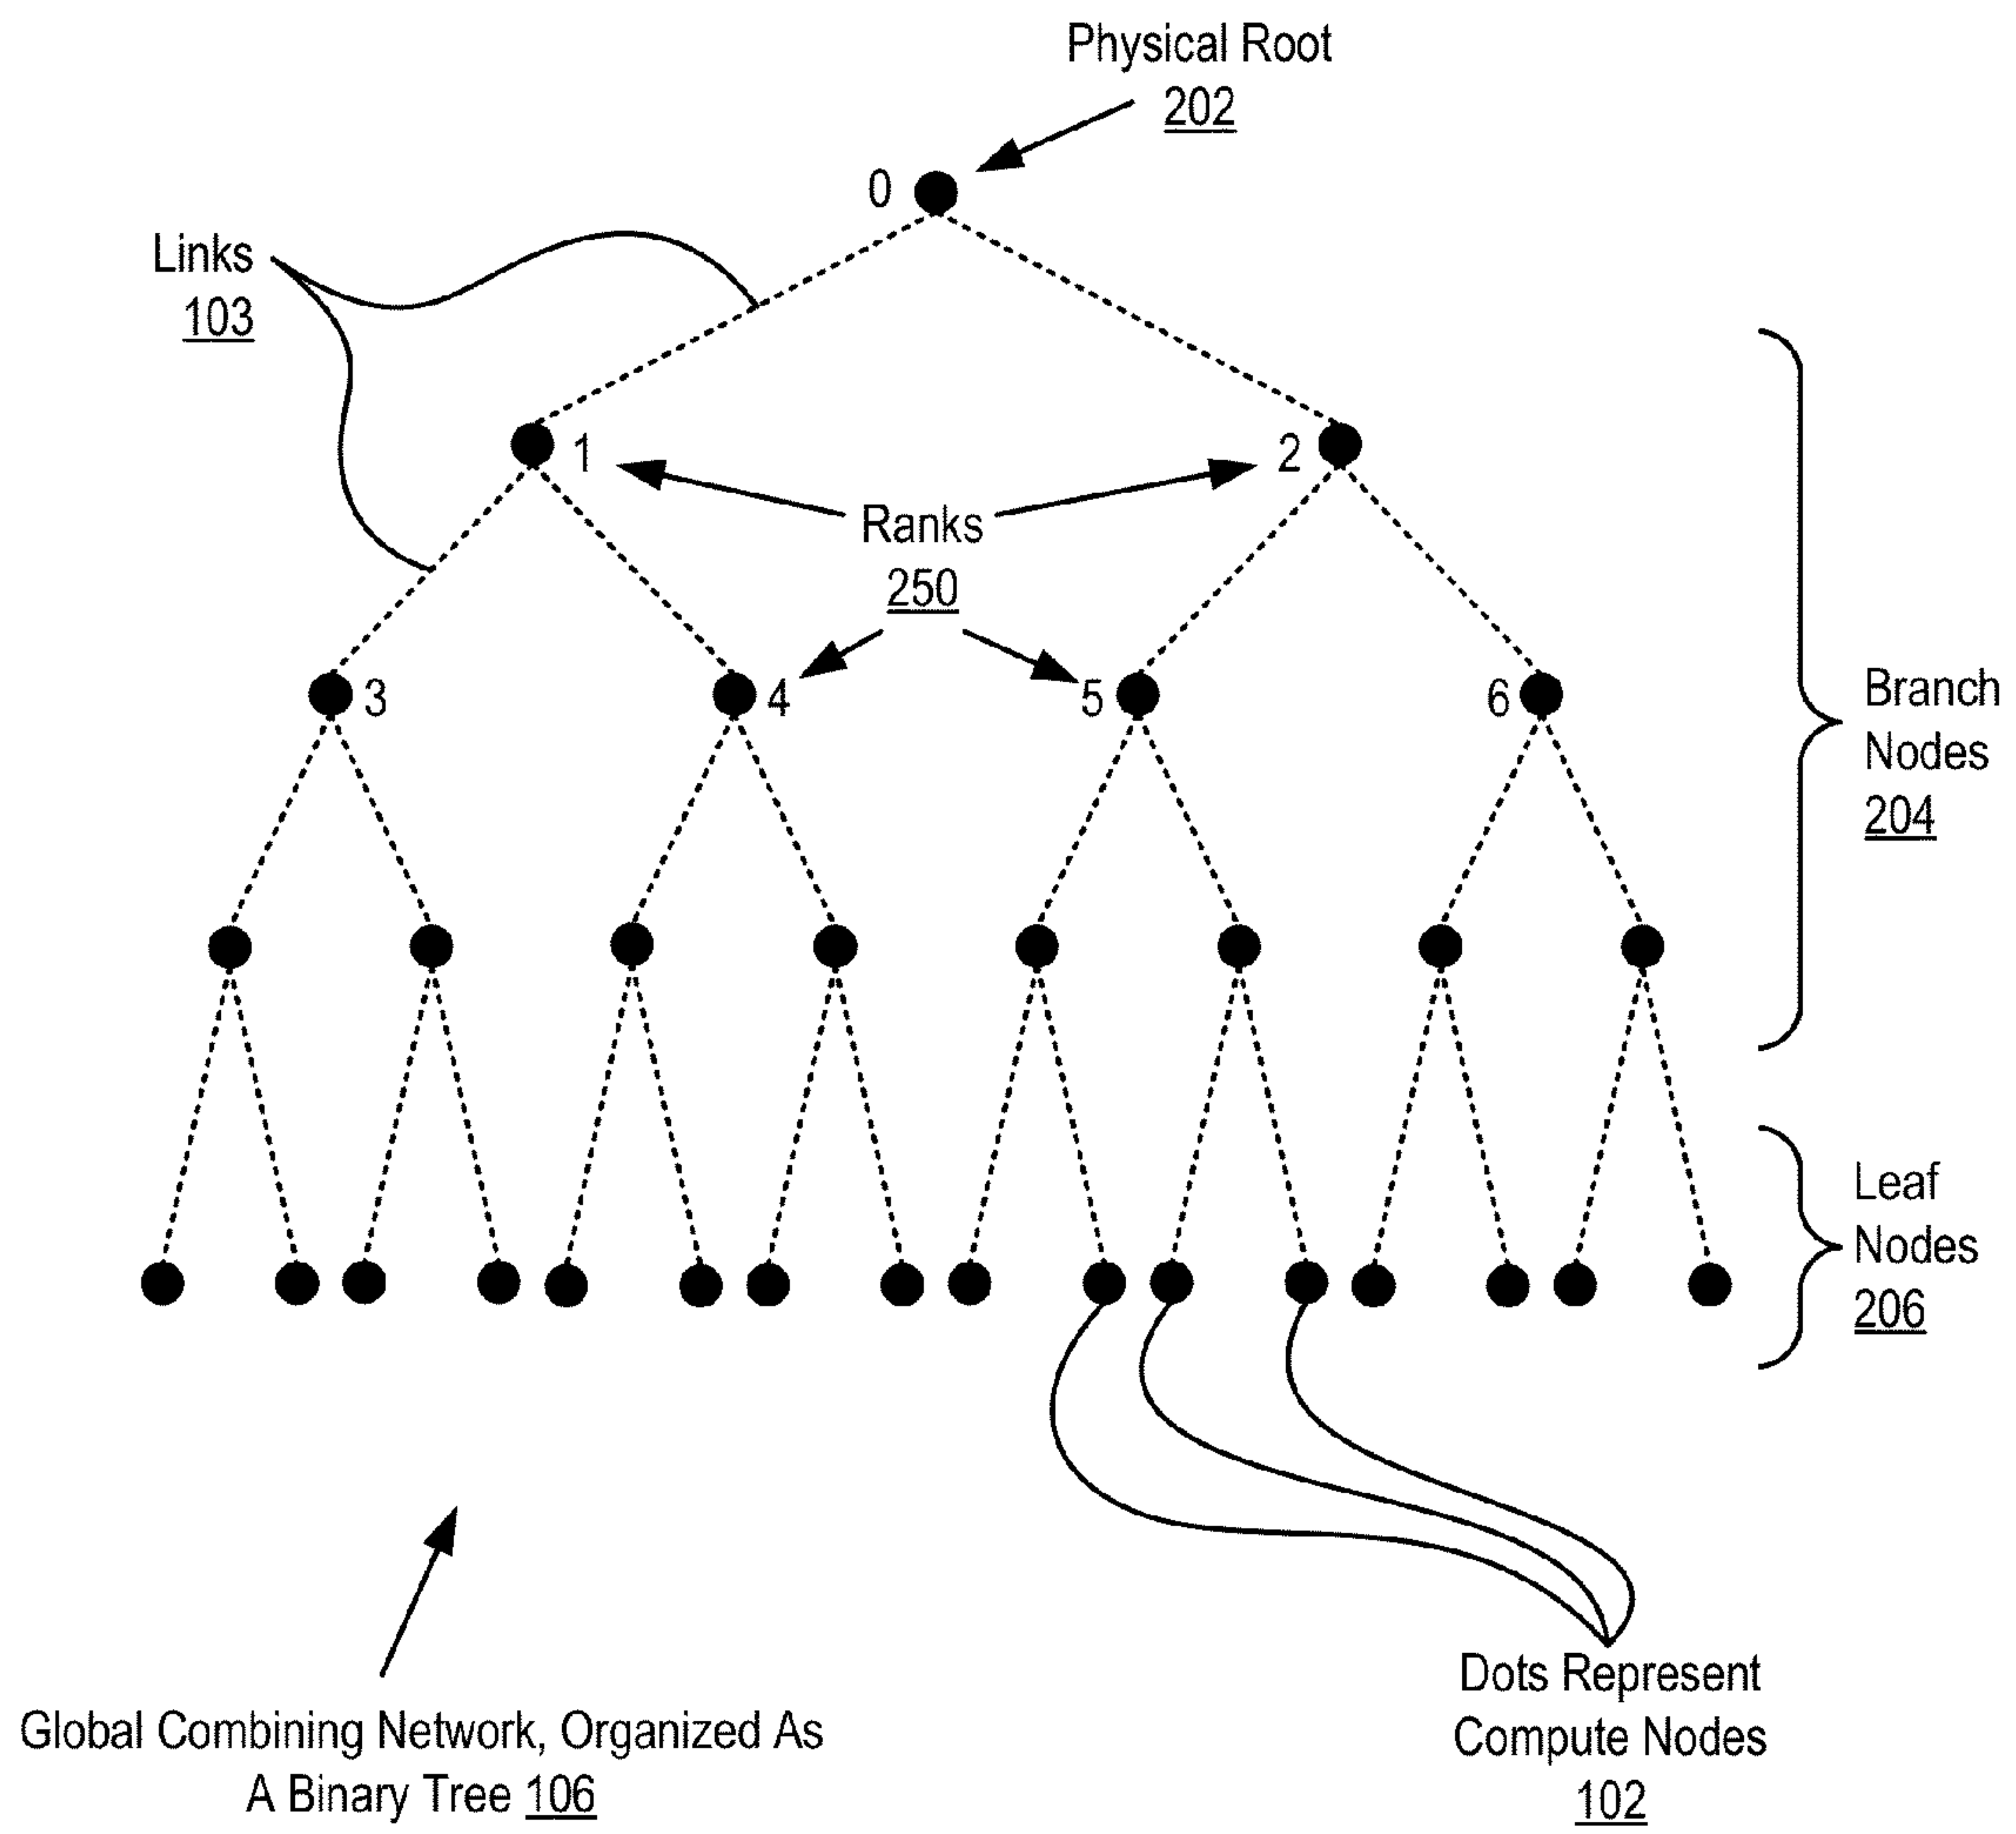 Physical Root
202
0
Links
103
1
2
Ranks
250
3
4
5
6
Branch
Nodes
204
Leaf
Nodes
206
Dots Represent
Compute Nodes
102
Global Combining Network, Organized As
A Binary Tree 106